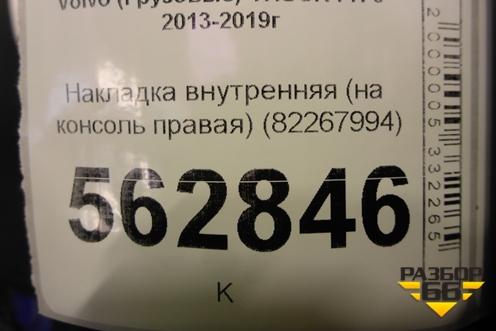 Volvo (Грузовые)
2013-2019г
Накладка внутренняя (на
консоль правая) (82267994)
562846
К
2000005332265
РАЗБОР
66